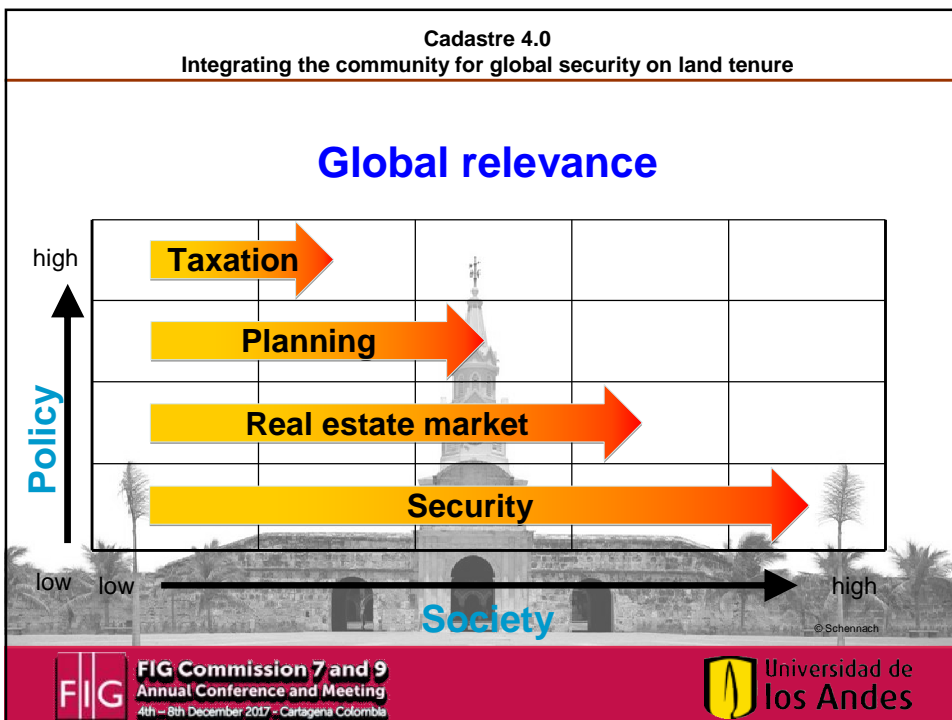 Cadastre 4.0
Integrating the community for global security on land tenure
Global relevance
high
Taxation
Planning
Real estate market
Security
Policy
low
low
high
Society
© Schennach
FIG
FIG Commission 7 and 9
Annual Conference and Meeting
4th – 8th December 2017 - Cartagena Colombia
Universidad de
los Andes